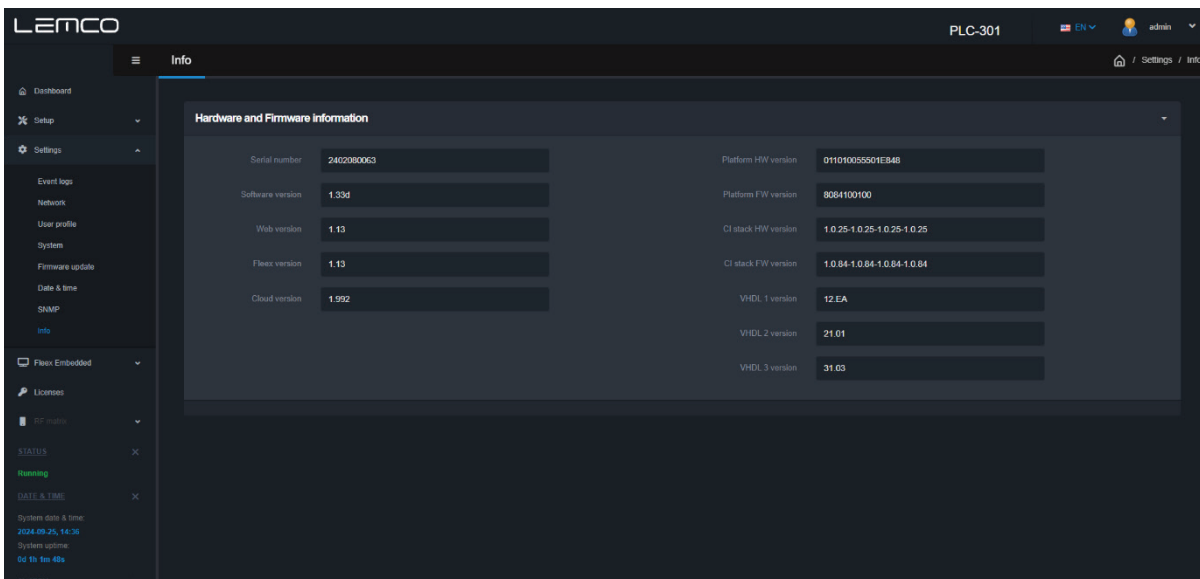 LEMCO
PLC-301
EN
admin
Info
/ Settings / Info
Dashboard
Setup
Settings
Event logs
Network
User profile
System
Firmware update
Date & time
SNMP
Info
Fleex Embedded
Licenses
RF matrix
STATUS
Running
DATE & TIME
System date & time:
2024-09-25, 14:36
System uptime:
0d 1h 1m 48s
Hardware and Firmware information
Serial number 2402080063
Software version 1.33d
Web version 1.13
Fleex version 1.13
Cloud version 1.992
Platform HW version 011010055501E848
Platform FW version 8084100100
CI stack HW version 1.0.25-1.0.25-1.0.25-1.0.25
CI stack FW version 1.0.84-1.0.84-1.0.84-1.0.84
VHDL 1 version 12.EA
VHDL 2 version 21.01
VHDL 3 version 31.03